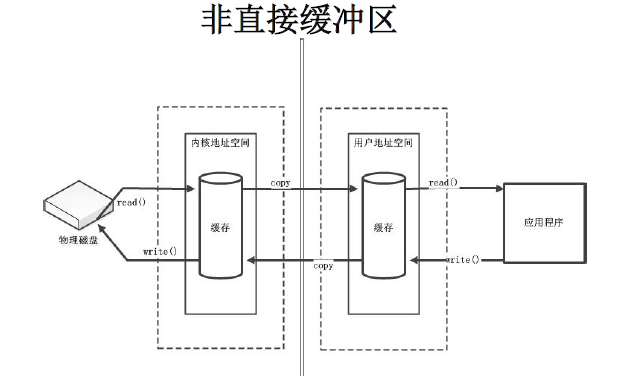 非直接缓冲区
内核地址空间
用户地址空间
copy
read()
read()
缓存
缓存
应用程序
物理磁盘
write()
copy
write()